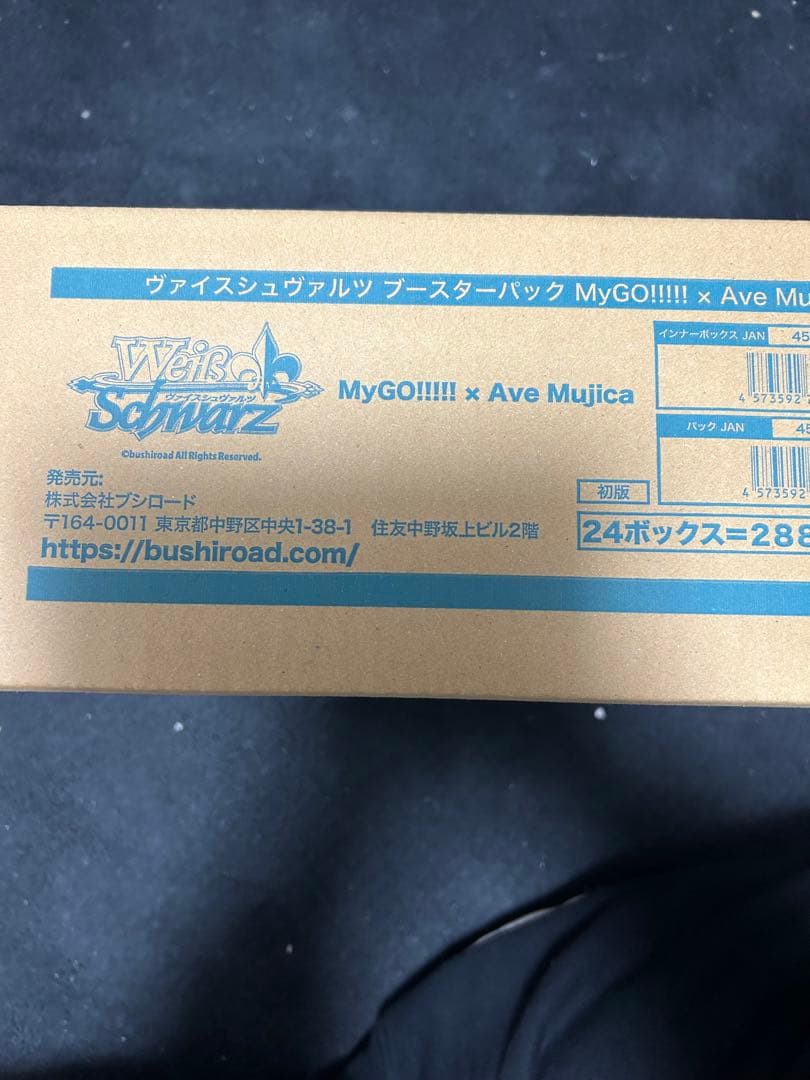 ヴァイスシュヴァルツ ブースターパック MyGO!!!!! × Ave Mu
Weiß
ヴァイスシュヴァルツ
Schwarz
©bushiroad All Rights Reserved.
MyGO!!!!! × Ave Mujica
インナーボックス JAN 45
4 573592
パック JAN 45
4 573592
発売元:
株式会社ブシロード
〒164-0011 東京都中野区中央1-38-1 住友中野坂上ビル2階
https://bushiroad.com/
初版
24ボックス=288